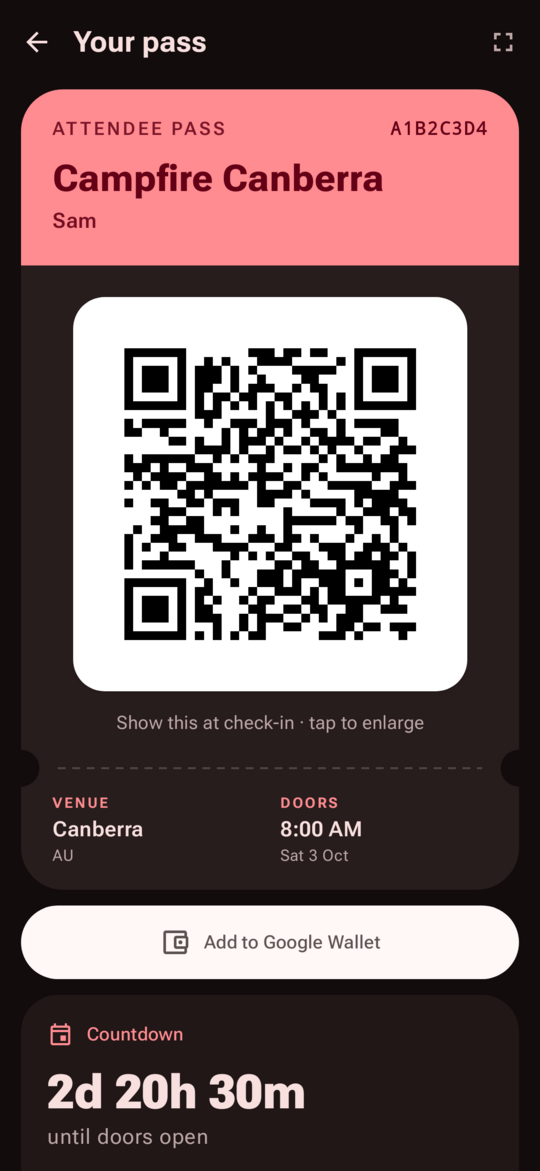 Your pass
ATTENDEE PASS A1B2C3D4
Campfire Canberra
Sam
Show this at check-in · tap to enlarge
VENUE DOORS
Canberra 8:00 AM
AU Sat 3 Oct
Add to Google Wallet
Countdown
2d 20h 30m
until doors open